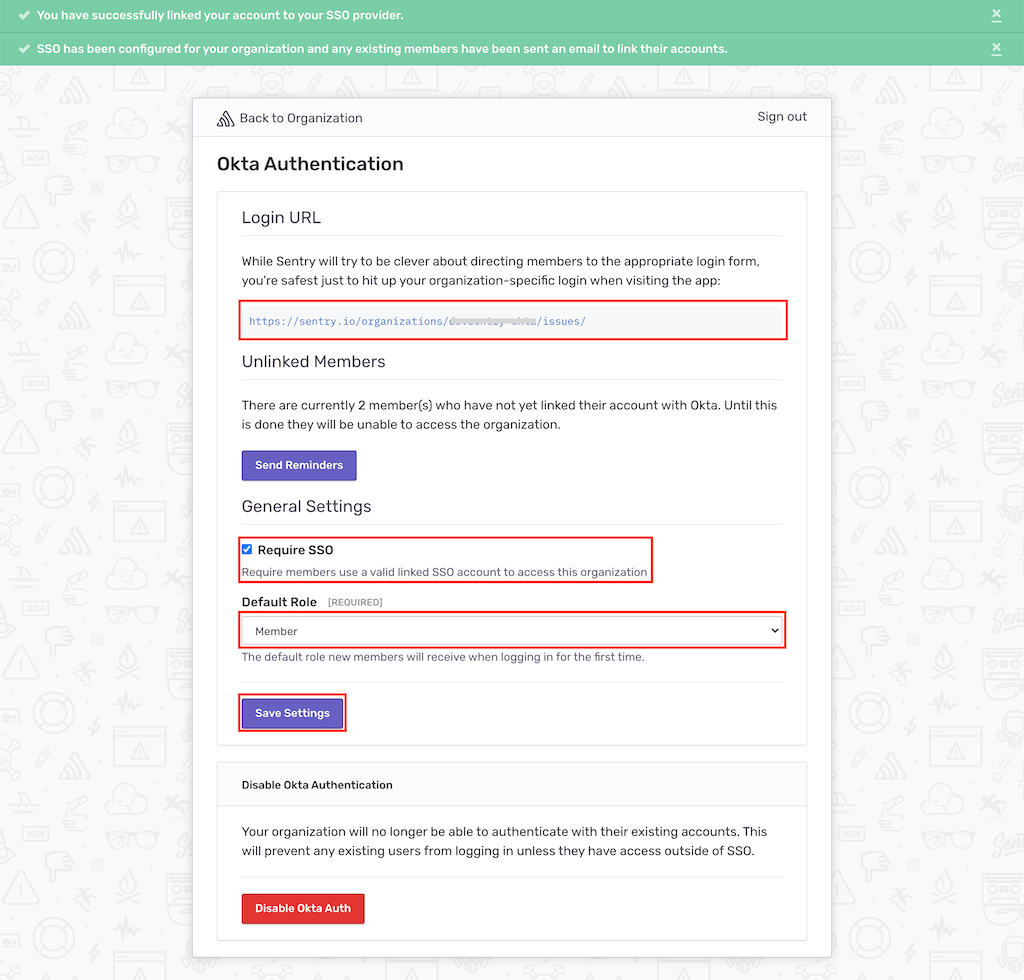 You have successfully linked your account to your SSO provider.
×
SSO has been configured for your organization and any existing members have been sent an email to link their accounts.
×
Back to Organization
Sign out
Okta Authentication
Login URL
While Sentry will try to be clever about directing members to the appropriate login form,
you're safest just to hit up your organization-specific login when visiting the app:
https://sentry.io/organizations/ /issues/
Unlinked Members
There are currently 2 member(s) who have not yet linked their account with Okta. Until this
is done they will be unable to access the organization.
Send Reminders
General Settings
Require SSO
Require members use a valid linked SSO account to access this organization
Default Role [REQUIRED]
Member
The default role new members will receive when logging in for the first time.
Save Settings
Disable Okta Authentication
Your organization will no longer be able to authenticate with their existing accounts. This
will prevent any existing users from logging in unless they have access outside of SSO.
Disable Okta Auth